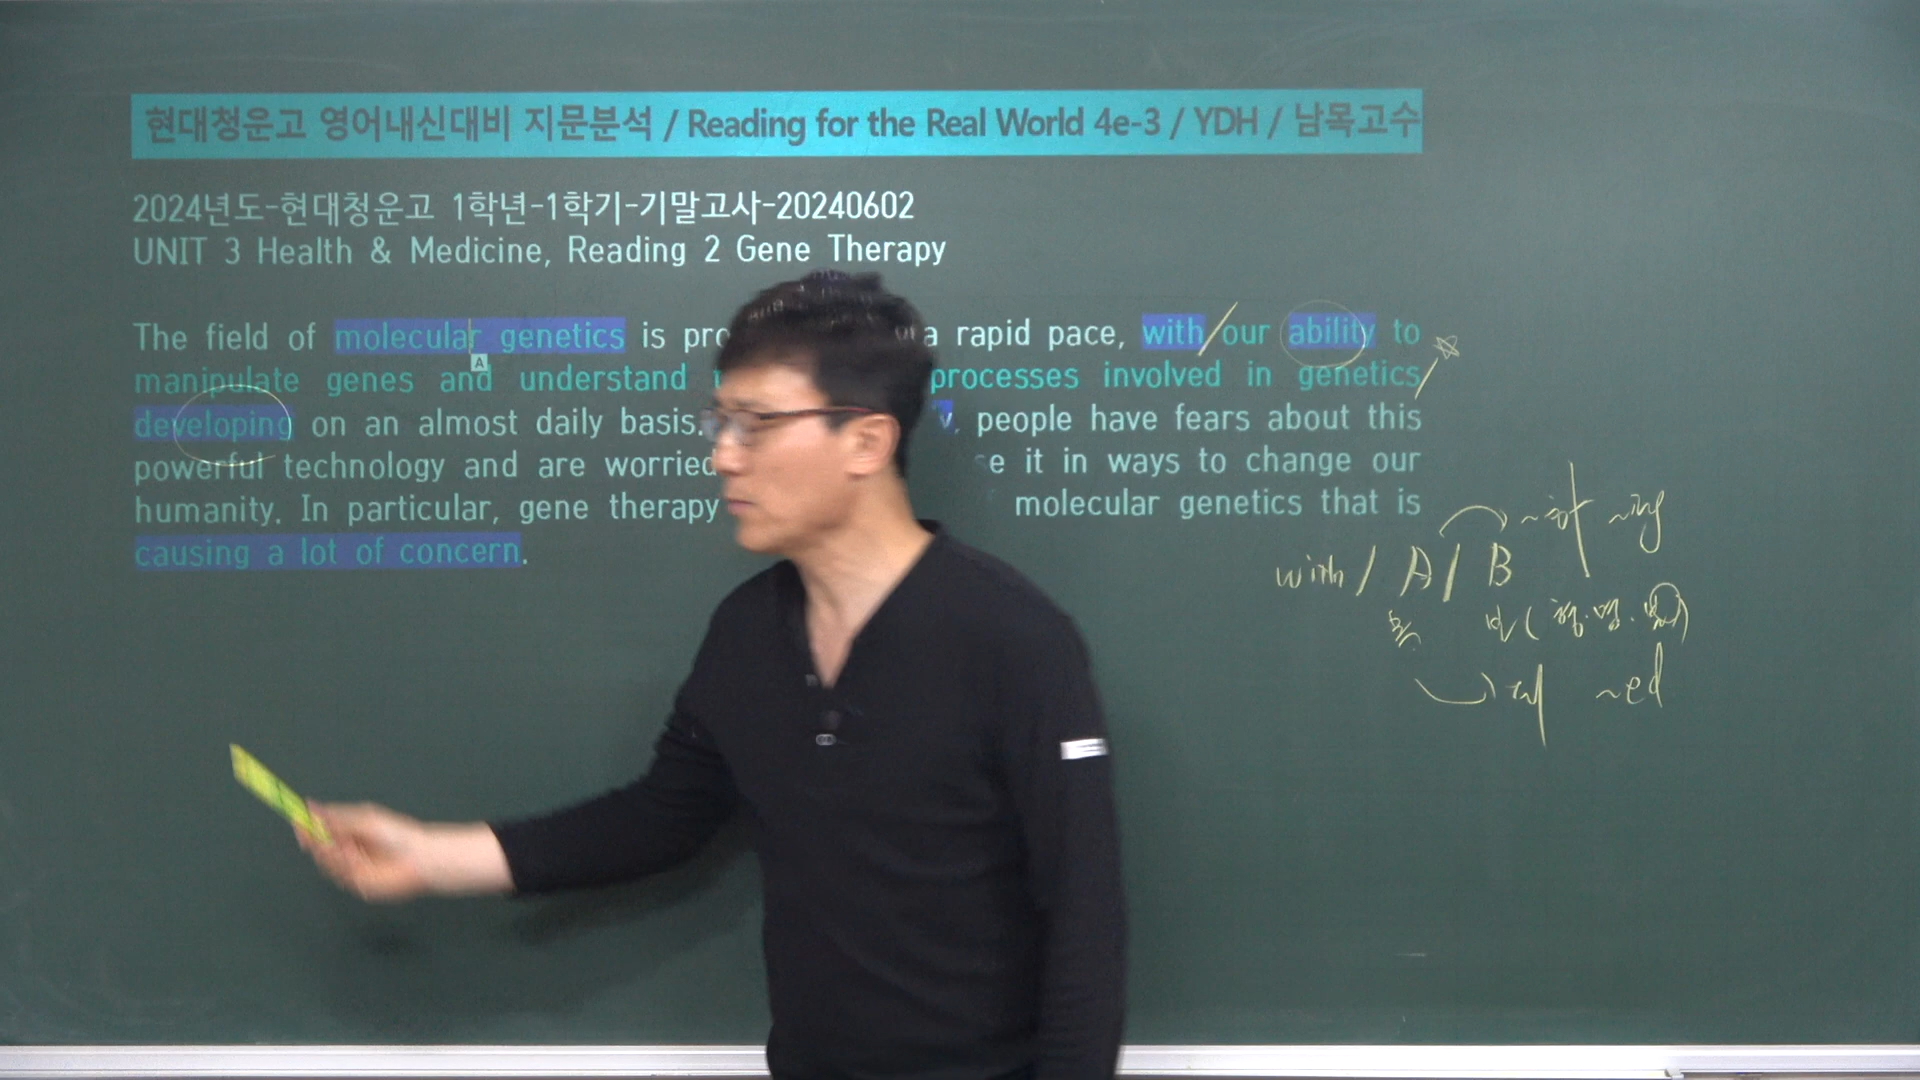 현대청운고 영어내신대비 지문분석 / Reading for the Real World 4e-3 / YDH / 남목고수
2024년도-현대청운고 1학년-1학기-기말고사-20240602
UNIT 3 Health & Medicine, Reading 2 Gene Therapy
The field of molecular genetics is pro a rapid pace, with our ability to
A
manipulate genes and understand processes involved in genetics
developing on an almost daily basis. people have fears about this
powerful technology and are worried it in ways to change our
humanity. In particular, gene therapy molecular genetics that is
causing a lot of concern.
~ing
with / A / B
~ed